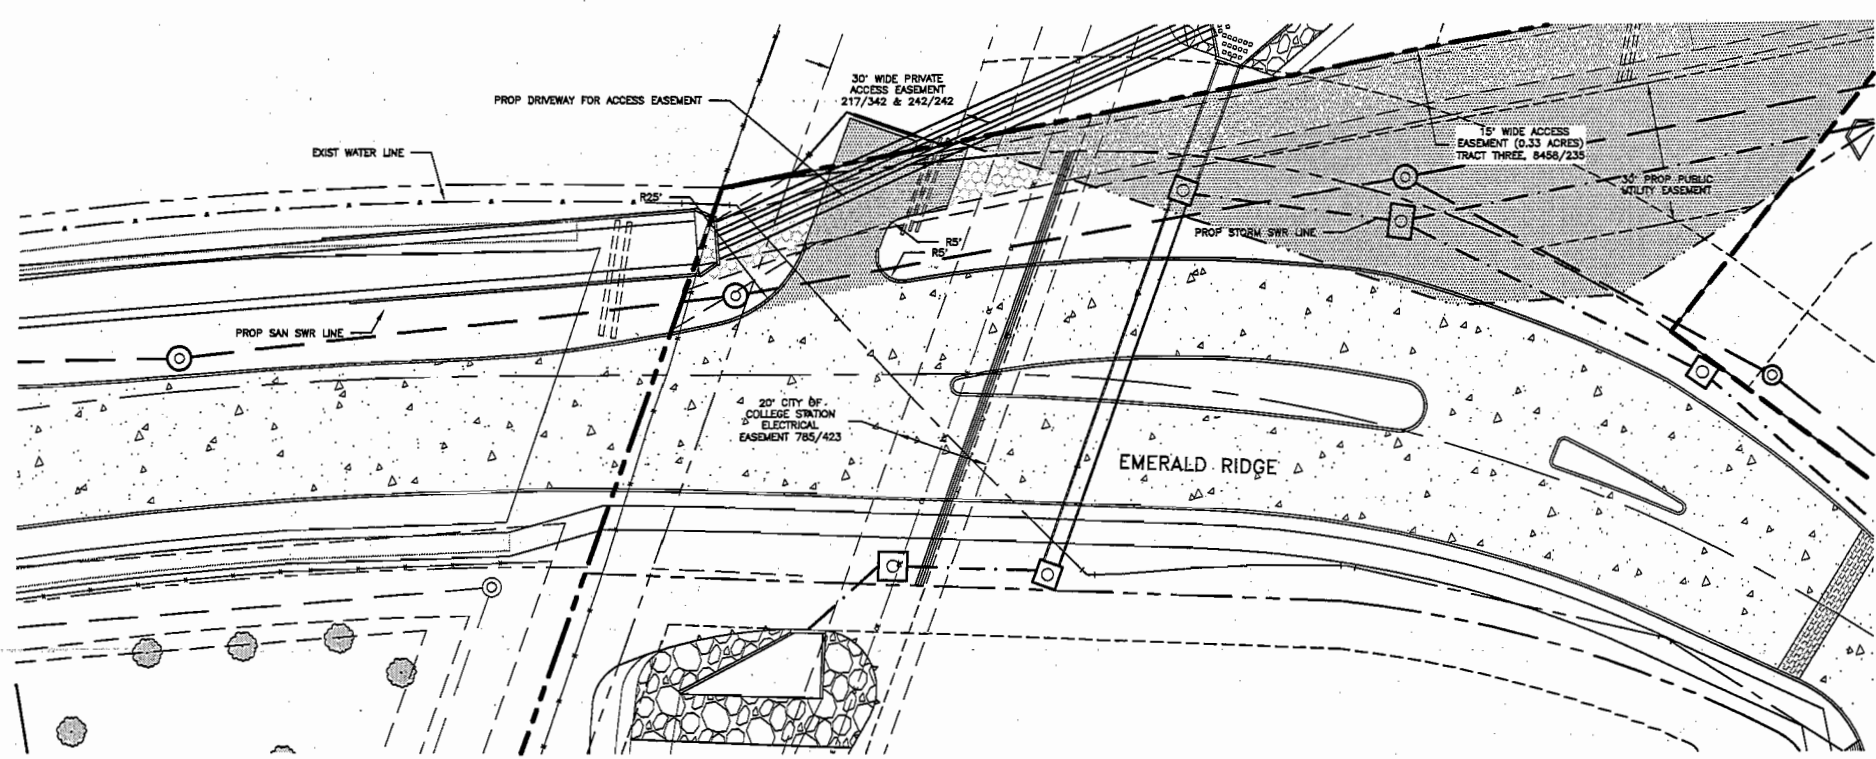 30' WIDE PRIVATE
ACCESS EASEMENT
217/342 & 242/242
PROP DRIVEWAY FOR ACCESS EASEMENT
EXIST WATER LINE
15' WIDE ACCESS
EASEMENT (0.33 ACRES)
TRACT THREE, 8458/235
30' PROP PUBLIC
UTILITY EASEMENT
R25'
PROP STORM SWR LINE
R5'
R5'
PROP SAN SWR LINE
20' CITY OF
COLLEGE STATION
ELECTRICAL
EASEMENT 785/423
EMERALD RIDGE